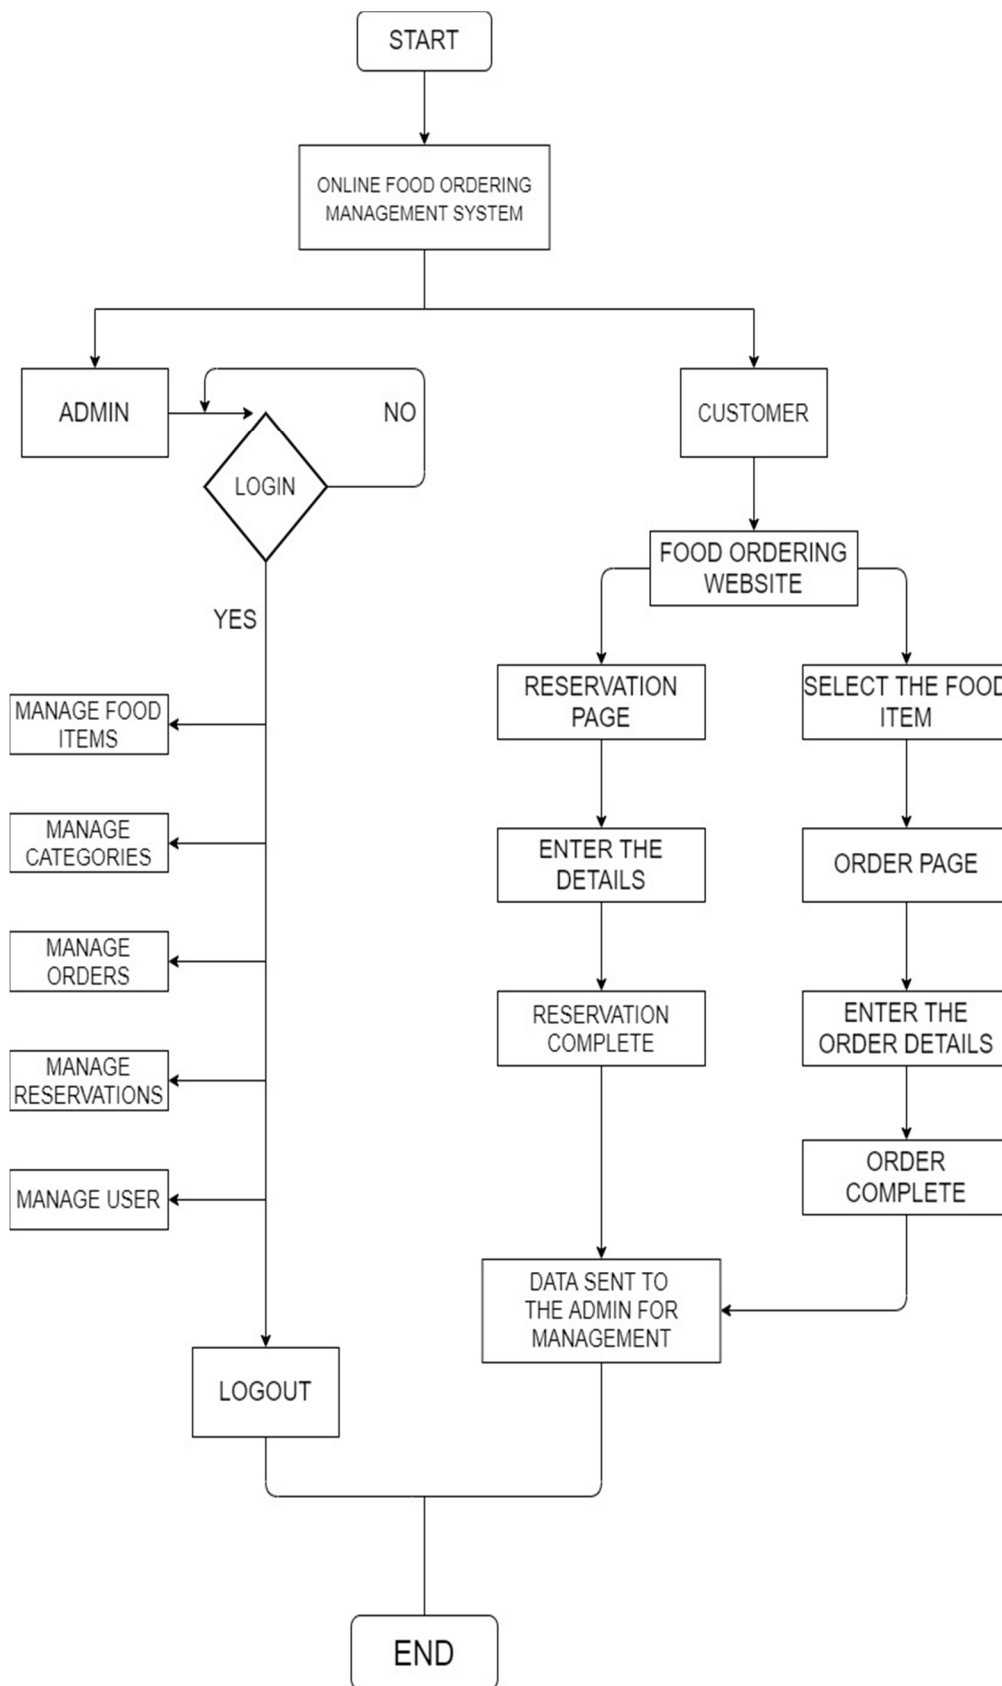 START
ONLINE FOOD ORDERING
MANAGEMENT SYSTEM
ADMIN
NO
LOGIN
YES
MANAGE FOOD
ITEMS
MANAGE
CATEGORIES
MANAGE
ORDERS
MANAGE
RESERVATIONS
MANAGE USER
LOGOUT
CUSTOMER
FOOD ORDERING
WEBSITE
RESERVATION
PAGE
ENTER THE
DETAILS
RESERVATION
COMPLETE
SELECT THE FOOD
ITEM
ORDER PAGE
ENTER THE
ORDER DETAILS
ORDER
COMPLETE
DATA SENT TO
THE ADMIN FOR
MANAGEMENT
END